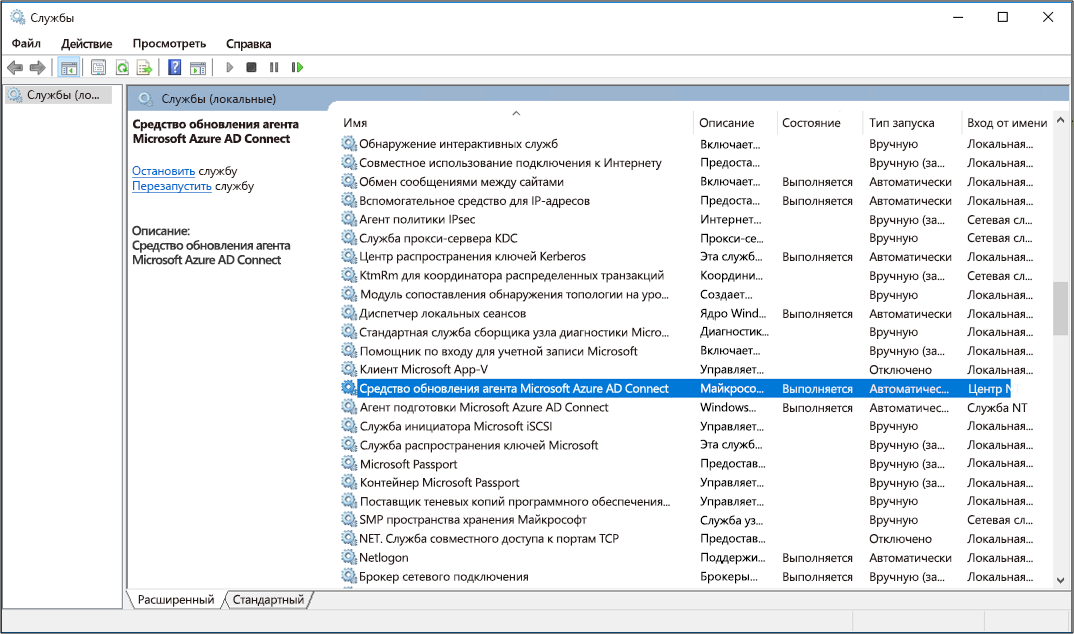 Службы
Файл Действие Просмотреть Справка
Службы (ло...
Службы (локальные)
Средство обновления агента
Microsoft Azure AD Connect
Остановить службу
Перезапустить службу
Описание:
Средство обновления агента
Microsoft Azure AD Connect
Имя Описание Состояние Тип запуска Вход от имени
Обнаружение интерактивных служб Включает... Вручную Локальная...
Совместное использование подключения к Интернету Предоста... Вручную (за... Локальная...
Обмен сообщениями между сайтами Включает... Выполняется Автоматически Локальная...
Вспомогательное средство для IP-адресов Предоста... Выполняется Автоматически Локальная...
Агент политики IPsec Интернет... Вручную (за... Сетевая сл...
Служба прокси-сервера KDC Прокси-се... Вручную Сетевая сл...
Центр распространения ключей Kerberos Эта служб... Выполняется Автоматически Локальная...
KtmRm для координатора распределенных транзакций Координи... Вручную (за... Сетевая сл...
Модуль сопоставления обнаружения топологии на уро... Создает... Вручную Локальная...
Диспетчер локальных сеансов Ядро Wind... Выполняется Автоматически Локальная...
Стандартная служба сборщика узла диагностики Micro... Диагностик... Вручную Локальная...
Помощник по входу для учетной записи Microsoft Включает... Вручную (за... Локальная...
Клиент Microsoft App-V Управляет... Отключено Локальная...
Средство обновления агента Microsoft Azure AD Connect Майкросо... Выполняется Автоматичес... Центр N
Агент подготовки Microsoft Azure AD Connect Windows... Выполняется Автоматичес... Служба NT
Служба инициатора Microsoft iSCSI Управляет... Вручную Локальная...
Служба распространения ключей Microsoft Эта служб... Вручную (за... Локальная...
Microsoft Passport Предостав... Вручную (за... Локальная...
Контейнер Microsoft Passport Управляет... Вручную (за... Локальная...
Поставщик теневых копий программного обеспечения... Управляет... Вручную Локальная...
SMP пространства хранения Майкрософт Служба уз... Вручную Сетевая сл...
NET. Служба совместного доступа к портам TCP Предостав... Отключено Локальная...
Netlogon Поддержи... Выполняется Автоматически Локальная...
Брокер сетевого подключения Брокеры... Выполняется Вручную (за... Локальная...
Расширенный Стандартный